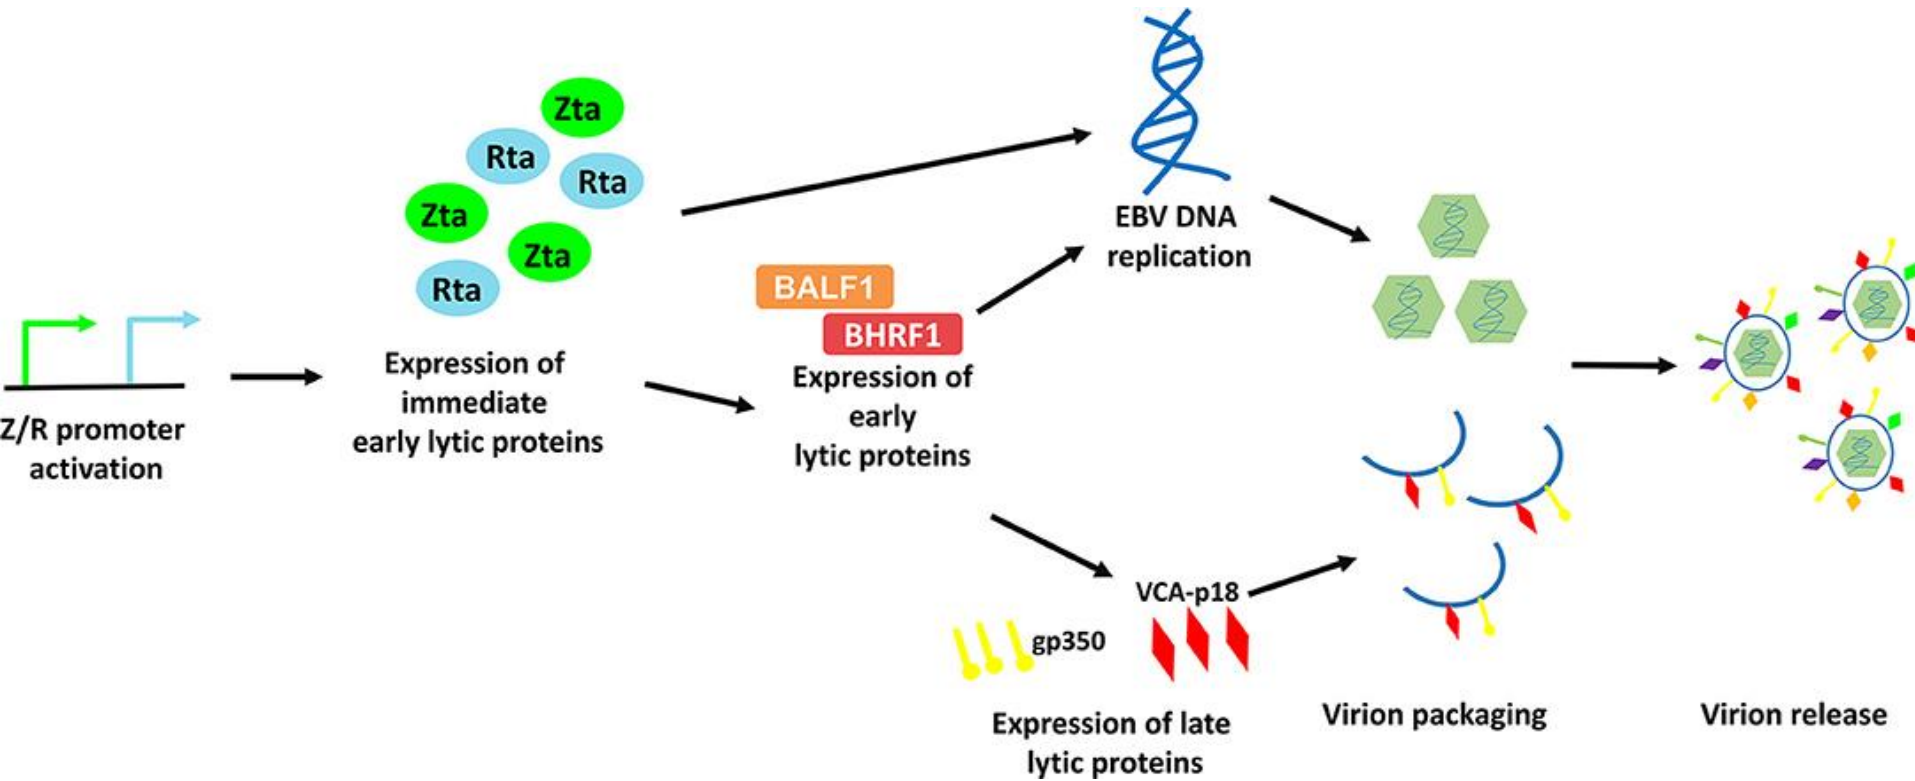 Zta
Rta
Rta
Zta
Zta
Rta
Z/R promoter
activation
Expression of
immediate
early lytic proteins
BALF1
BHRF1
Expression of
early
lytic proteins
EBV DNA
replication
VCA-p18
gp350
Expression of late
lytic proteins
Virion packaging
Virion release